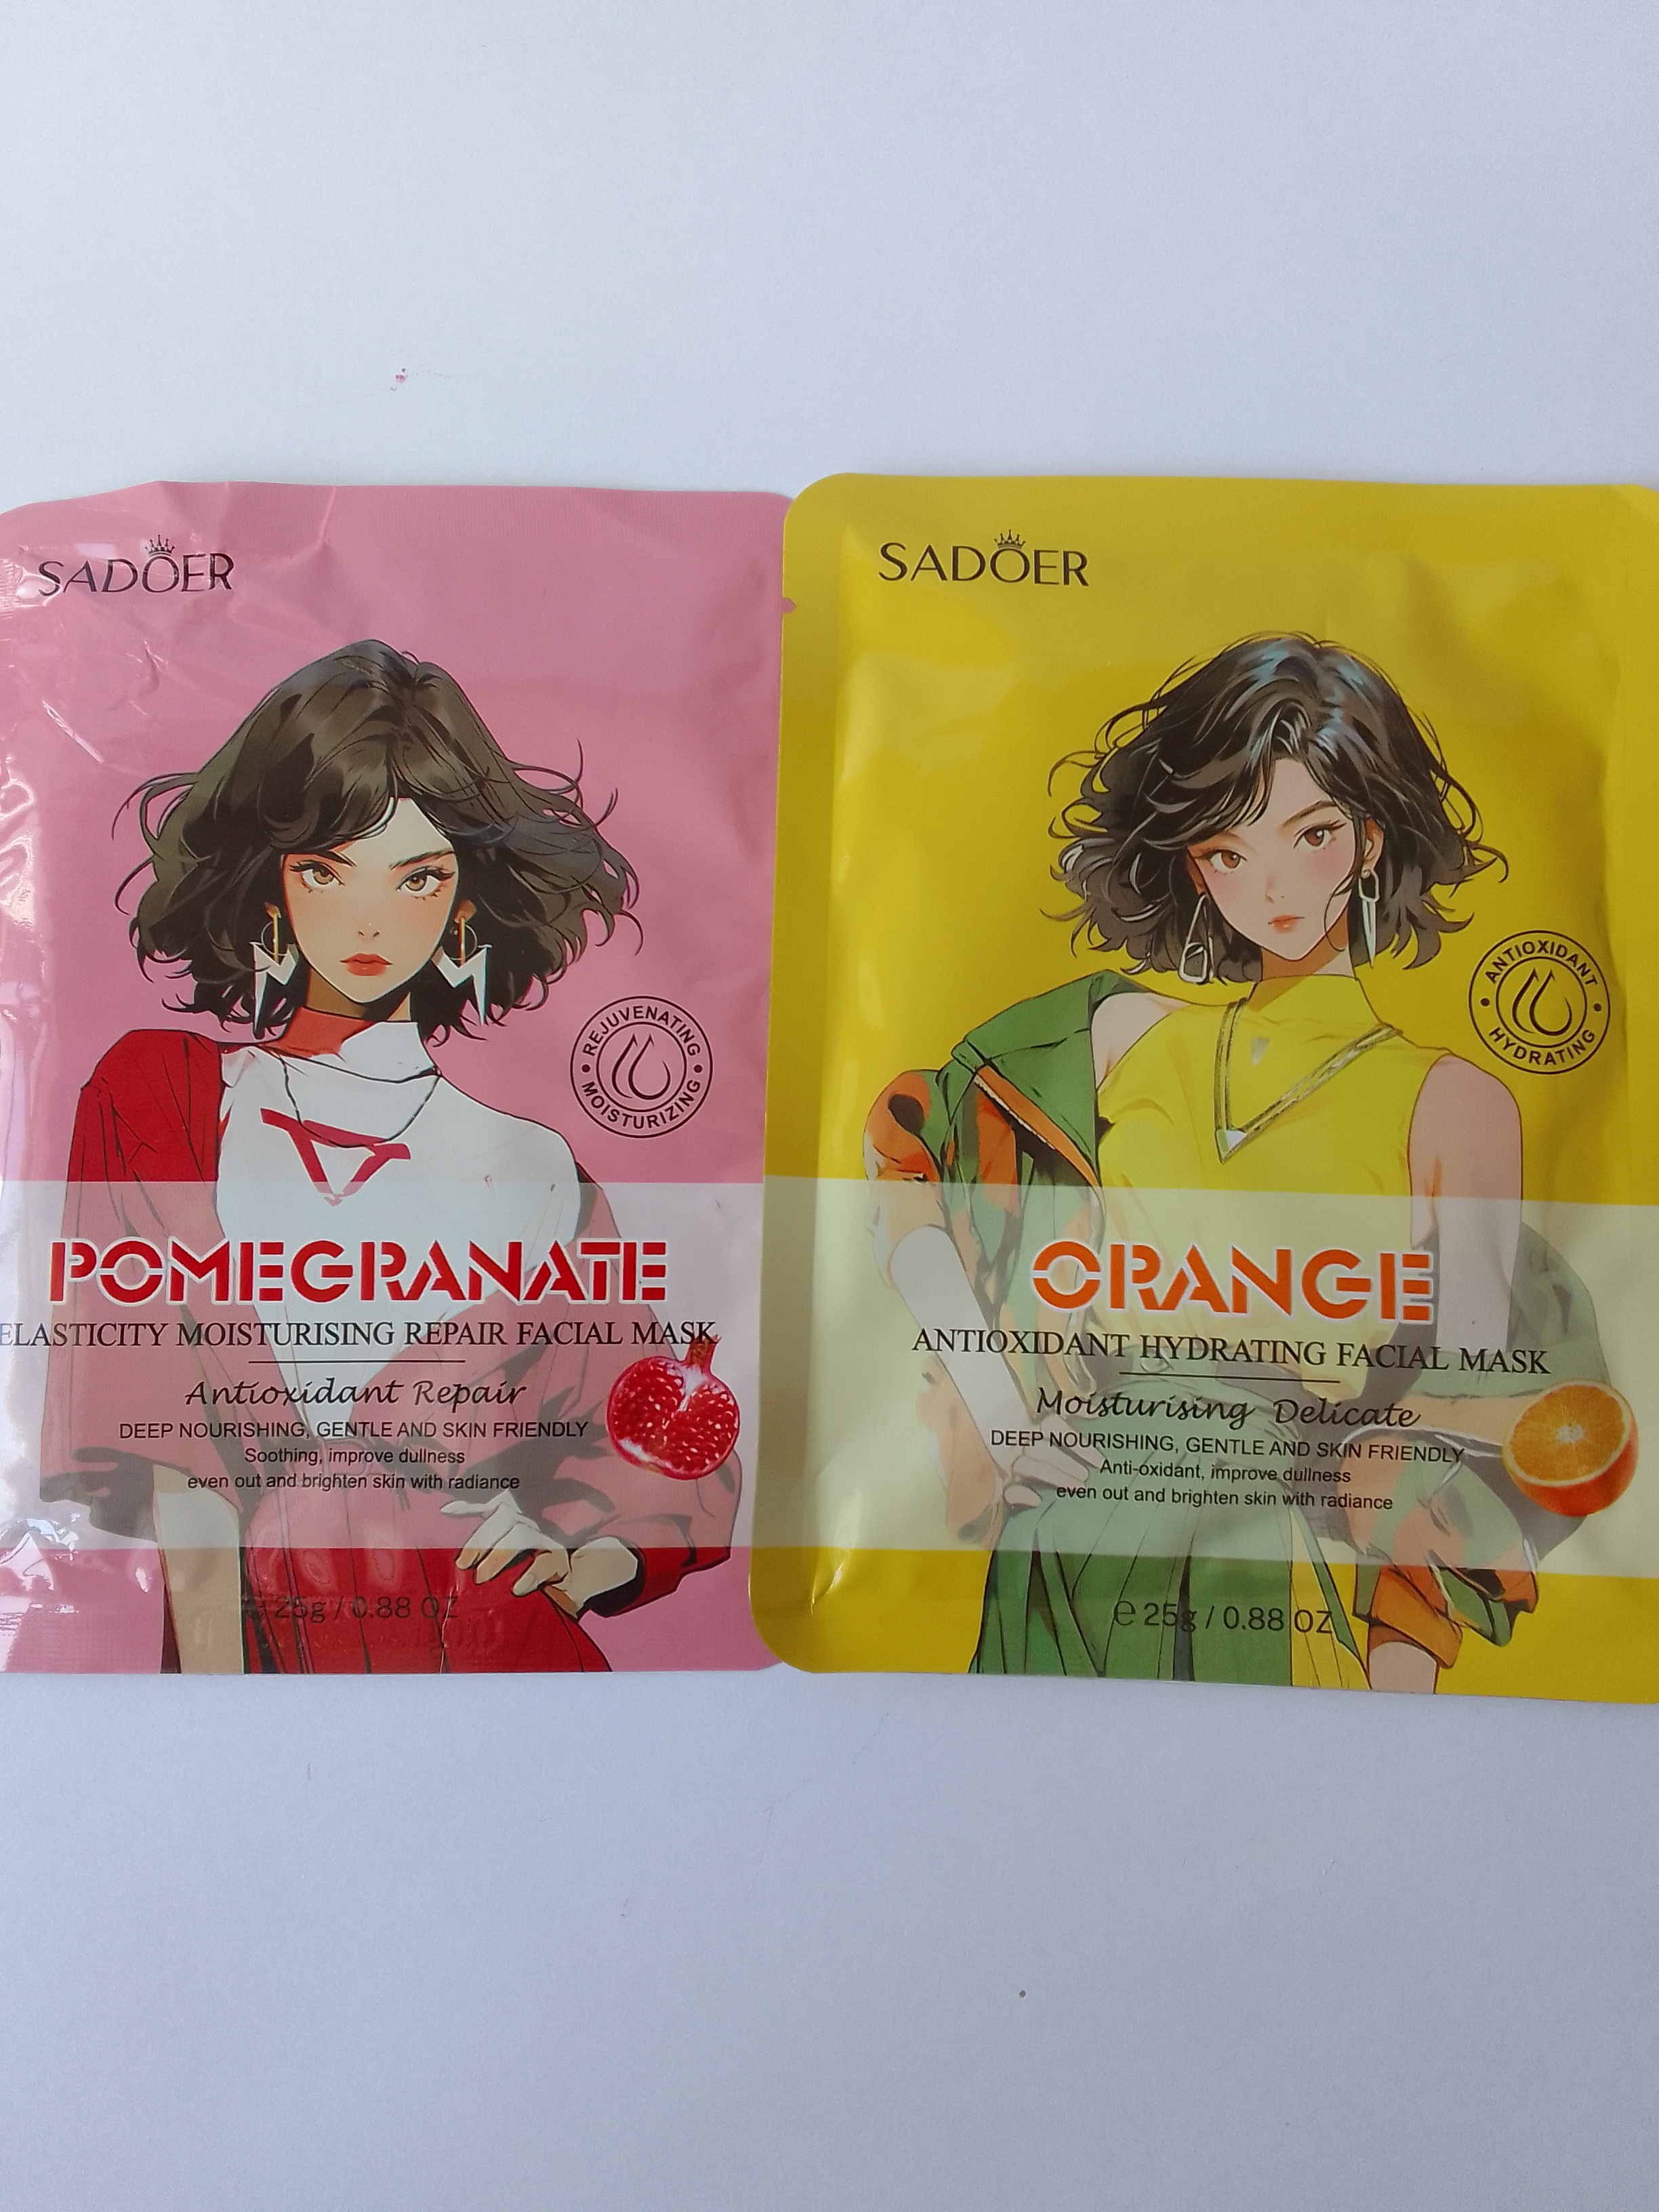 SADOER
REJUVENATING
MOISTURIZING
POMEGRANATE
ELASTICITY MOISTURISING REPAIR FACIAL MASK
Antioxidant Repair
DEEP NOURISHING, GENTLE AND SKIN FRIENDLY
Soothing, improve dullness
even out and brighten skin with radiance
℮ 25g / 0.88 OZ
SADOER
ANTIOXIDANT
HYDRATING
ORANGE
ANTIOXIDANT HYDRATING FACIAL MASK
Moisturising Delicate
DEEP NOURISHING, GENTLE AND SKIN FRIENDLY
Anti-oxidant, improve dullness
even out and brighten skin with radiance
℮ 25g / 0.88 OZ